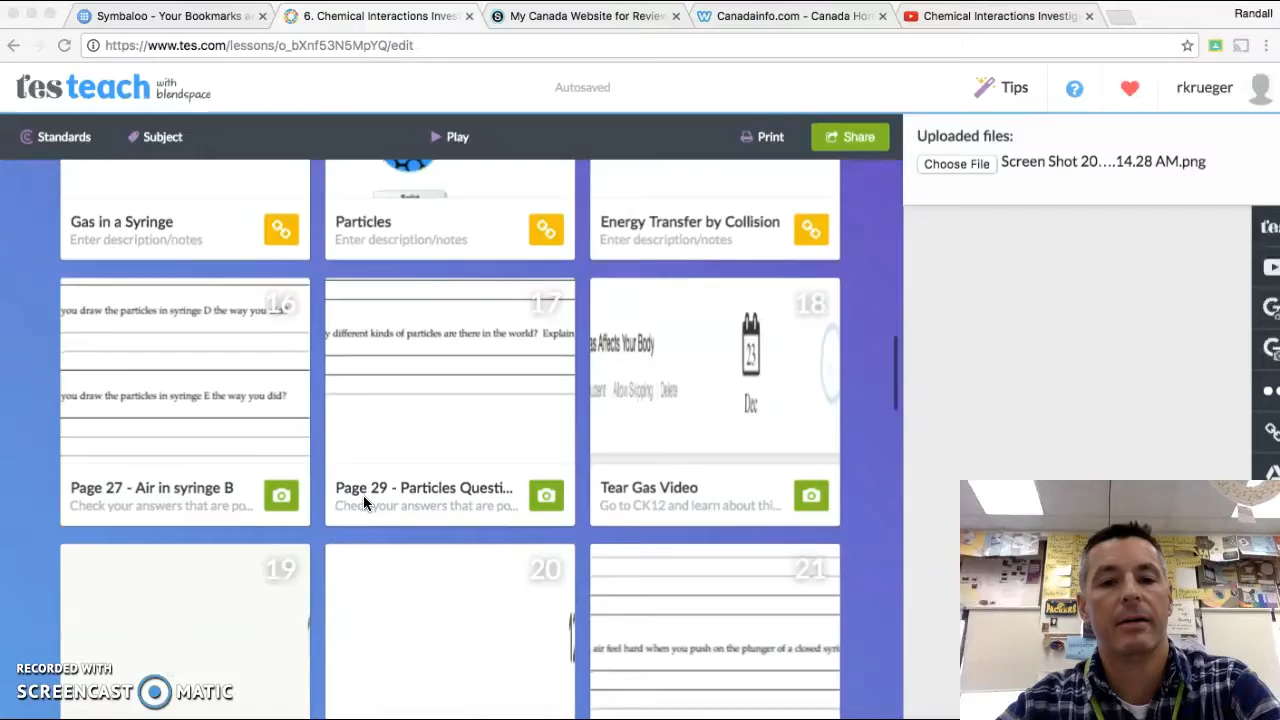 Symbaloo - Your Bookmarks a
6. Chemical Interactions Inves
My Canada Website for Revie
Canadainfo.com - Canada Ho
Chemical Interactions Investig
Randall
https://www.tes.com/lessons/o_bXnf53N5MpYQ/edit
tes teach with blendspace
Autosaved
Tips
?
rkrueger
Standards
Subject
Play
Print
Share
Uploaded files:
Choose File Screen Shot 20....14.28 AM.png
Gas in a Syringe
Enter description/notes
Particles
Enter description/notes
Energy Transfer by Collision
Enter description/notes
16
you draw the particles in syringe D the way you
you draw the particles in syringe E the way you did?
Page 27 - Air in syringe B
Check your answers that are po...
17
y different kinds of particles are there in the world? Explain
Page 29 - Particles Questi...
Check your answers that are po...
18
as Affects Your Body
Allow Skipping Delete
23
Dec
Tear Gas Video
Go to CK12 and learn about thi...
19
20
21
air feel hard when you push on the plunger of a closed syri
tes
PACKERS
RECORDED WITH
SCREENCAST MATIC